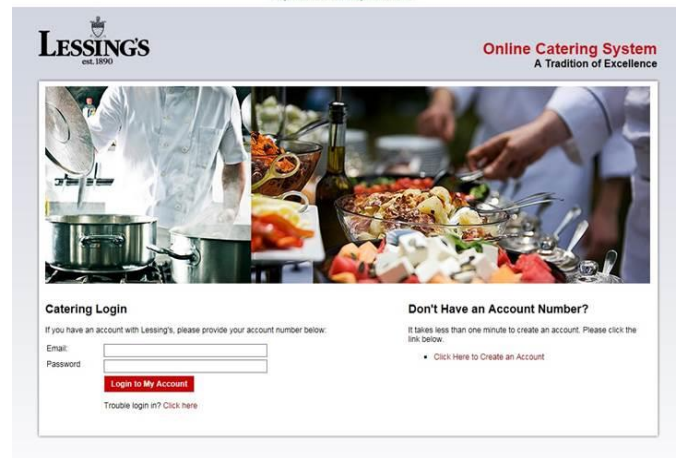 LESSING'S
est. 1890
Online Catering System
A Tradition of Excellence
Catering Login
If you have an account with Lessing's, please provide your account number below:
Email:
Password
Login to My Account
Trouble login in? Click here
Don't Have an Account Number?
It takes less than one minute to create an account. Please click the
link below.
Click Here to Create an Account